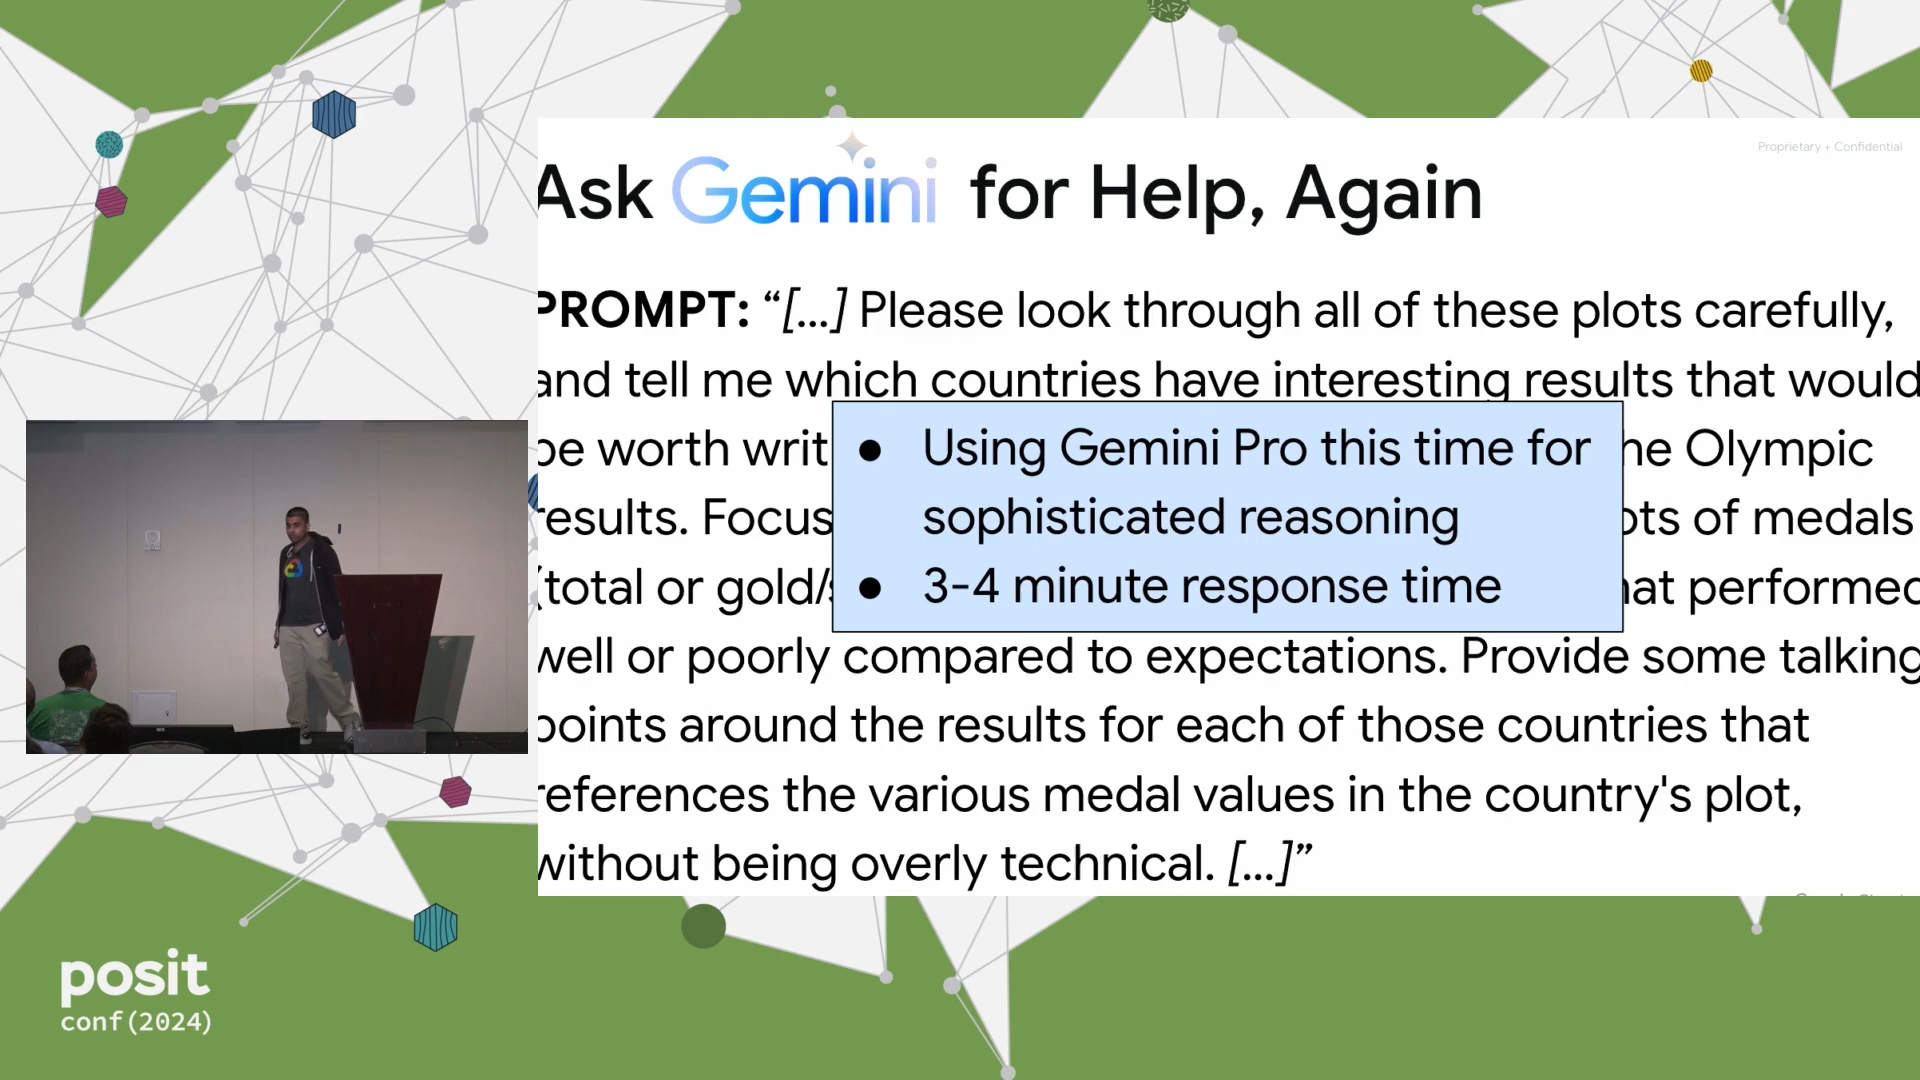 Proprietary + Confidential
Ask Gemini for Help, Again
PROMPT: “[...] Please look through all of these plots carefully,
and tell me which countries have interesting results that would
be worth writ he Olympic
results. Focus ots of medals
(total or gold/ hat performed
well or poorly compared to expectations. Provide some talking
points around the results for each of those countries that
references the various medal values in the country's plot,
without being overly technical. [...]”
● Using Gemini Pro this time for
sophisticated reasoning
● 3-4 minute response time
posit
conf(2024)